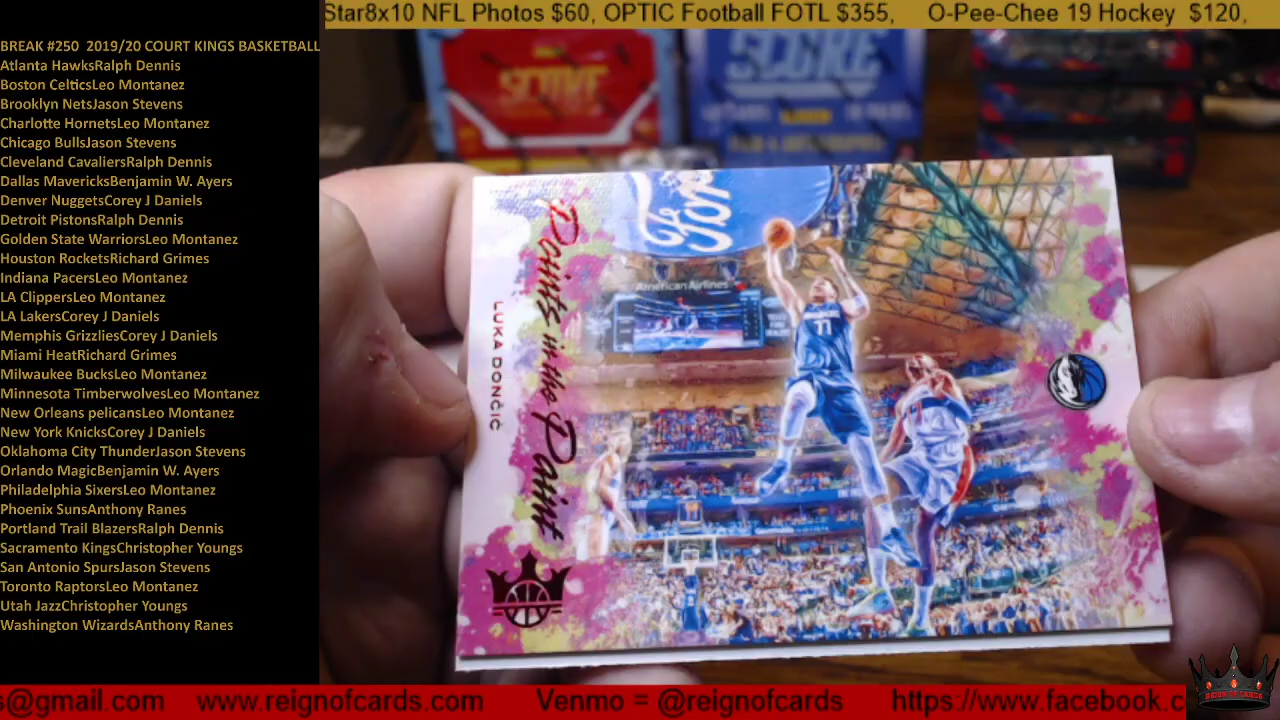 Star8x10 NFL Photos $60, OPTIC Football FOTL $355, O-Pee-Chee 19 Hockey $120,
BREAK #250 2019/20 COURT KINGS BASKETBALL
Atlanta HawksRalph Dennis
Boston CelticsLeo Montanez
Brooklyn NetsJason Stevens
Charlotte HornetsLeo Montanez
Chicago BullsJason Stevens
Cleveland CavaliersRalph Dennis
Dallas MavericksBenjamin W. Ayers
Denver NuggetsCorey J Daniels
Detroit PistonsRalph Dennis
Golden State WarriorsLeo Montanez
Houston RocketsRichard Grimes
Indiana PacersLeo Montanez
LA ClippersLeo Montanez
LA LakersCorey J Daniels
Memphis GrizzliesCorey J Daniels
Miami HeatRichard Grimes
Milwaukee BucksLeo Montanez
Minnesota TimberwolvesLeo Montanez
New Orleans pelicansLeo Montanez
New York KnicksCorey J Daniels
Oklahoma City ThunderJason Stevens
Orlando MagicBenjamin W. Ayers
Philadelphia SixersLeo Montanez
Phoenix SunsAnthony Ranes
Portland Trail BlazersRalph Dennis
Sacramento KingsChristopher Youngs
San Antonio SpursJason Stevens
Toronto RaptorsLeo Montanez
Utah JazzChristopher Youngs
Washington WizardsAnthony Ranes
SCORE
SCORE
American Airlines
77
Points in the Paint
LUKA DONČIĆ
REIGN OF CARDS
s@gmail.com www.reignofcards.com Venmo = @reignofcards https://www.facebook.c